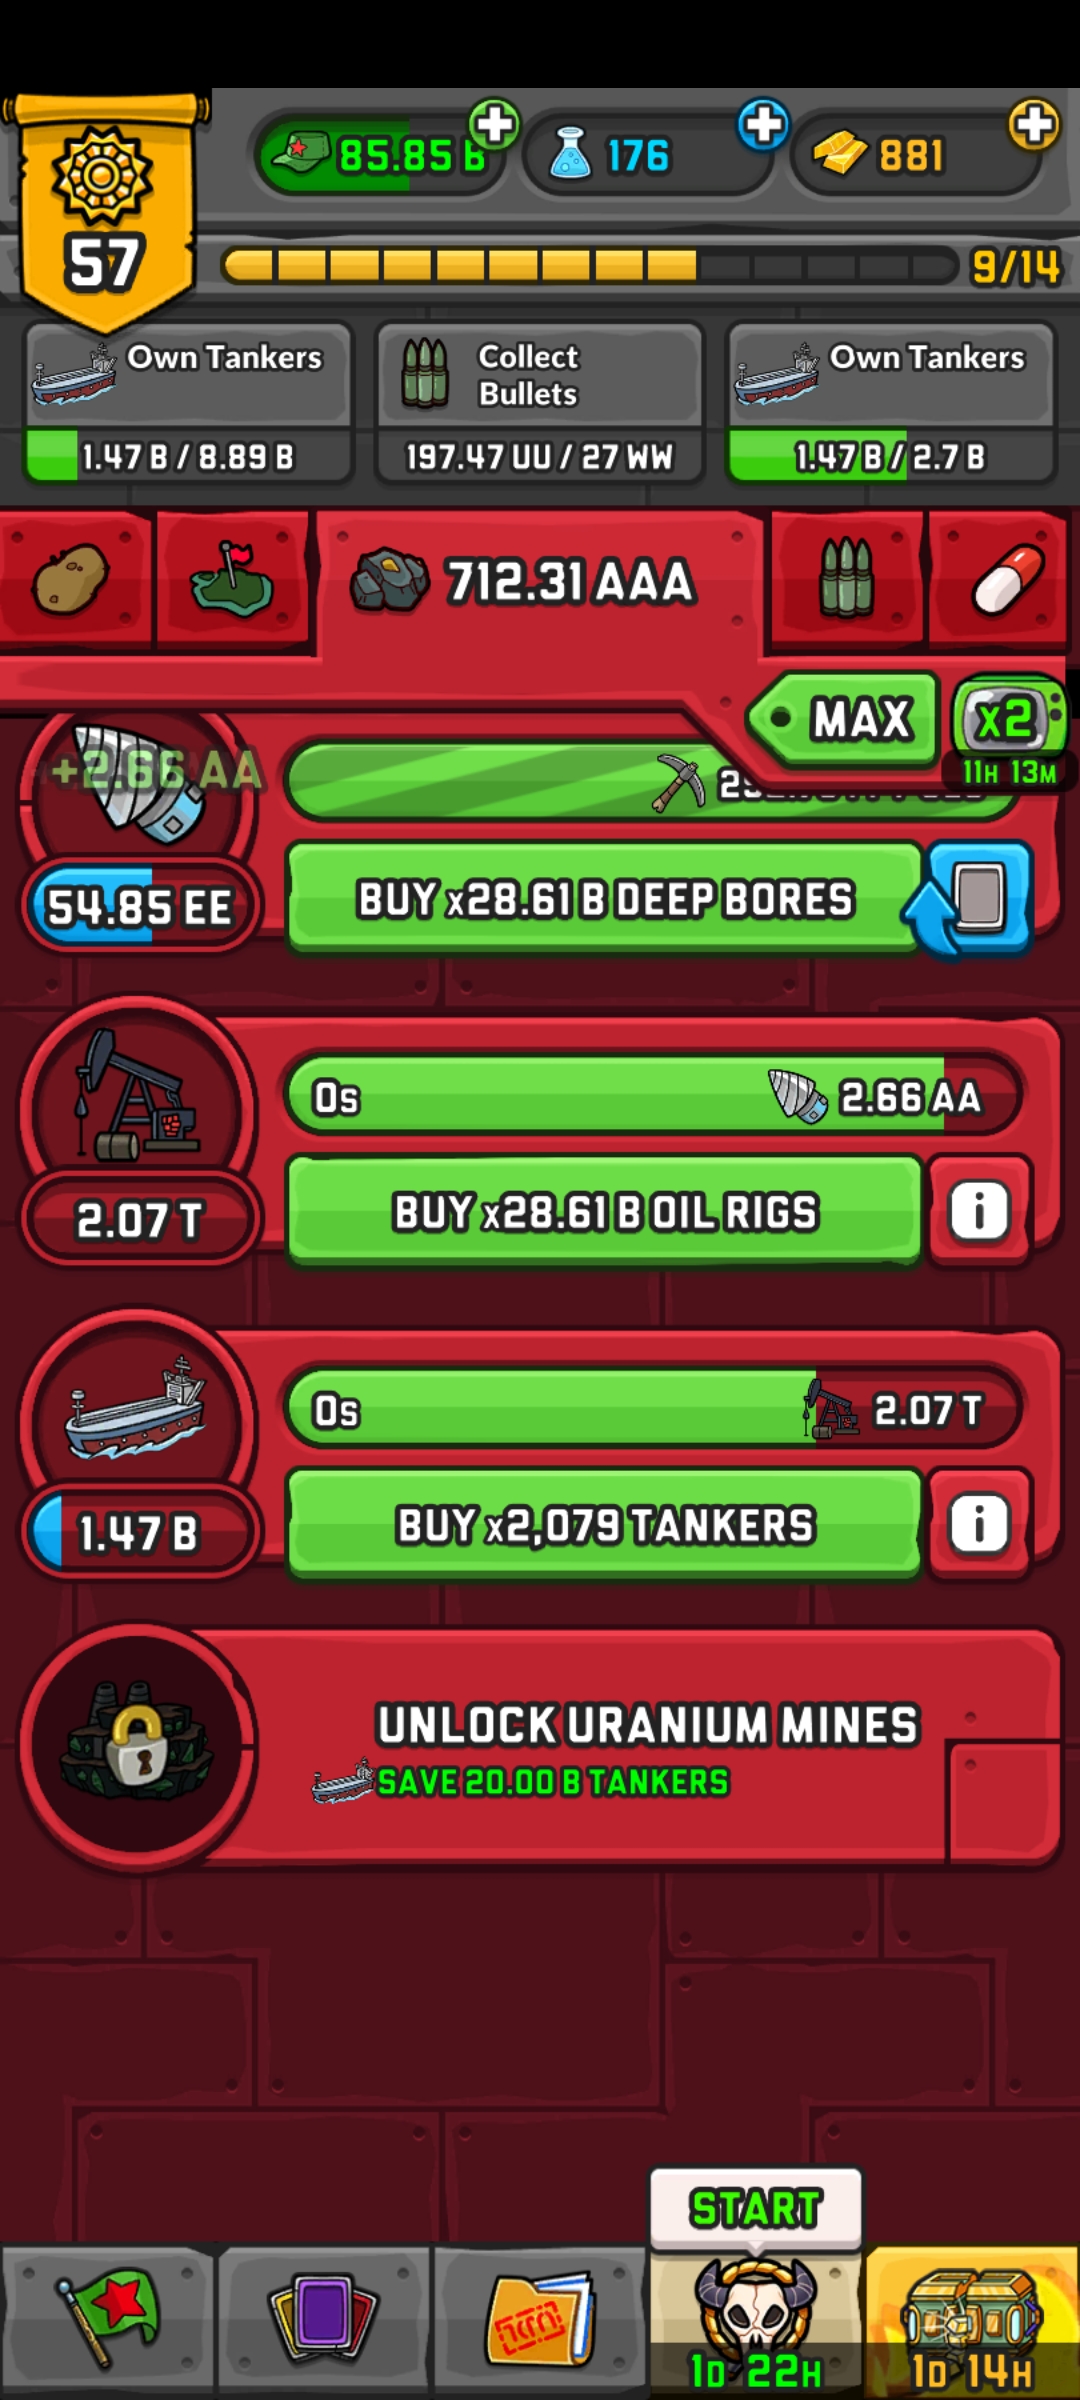 85.85 B
176
881
57
9/14
Own Tankers
1.47 B / 8.89 B
Collect
Bullets
197.47 UU / 27 WW
Own Tankers
1.47 B / 2.7 B
712.31 AAA
MAX
x2
11H 13M
+2.66 AA
54.85 EE
BUY x28.61 B DEEP BORES
0s
2.66 AA
2.07 T
BUY x28.61 B OIL RIGS
i
0s
2.07 T
1.47 B
BUY x2,079 TANKERS
i
UNLOCK URANIUM MINES
SAVE 20.00 B TANKERS
START
1D 22H
1D 14H